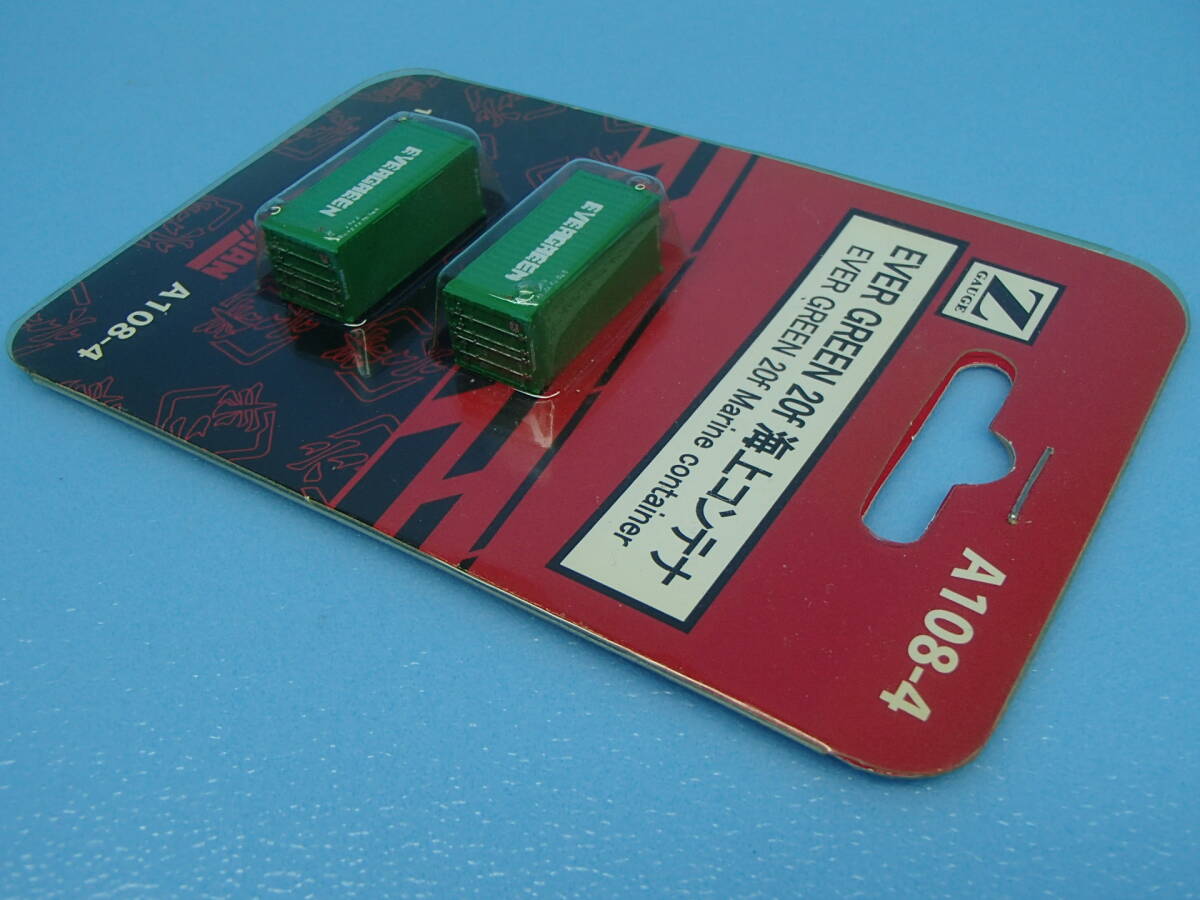 Z
GAUGE
A108-4
EVER GREEN 20f 海上コンテナ
EVER GREEN 20f Marine container
EVERGREEN
EVERGREEN
A108-4